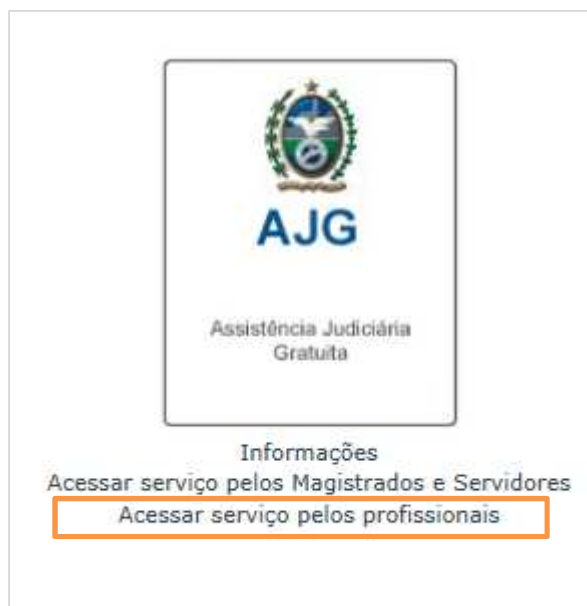 AJG
Assistência Judiciária
Gratuita
Informações
Acessar serviço pelos Magistrados e Servidores
Acessar serviço pelos profissionais